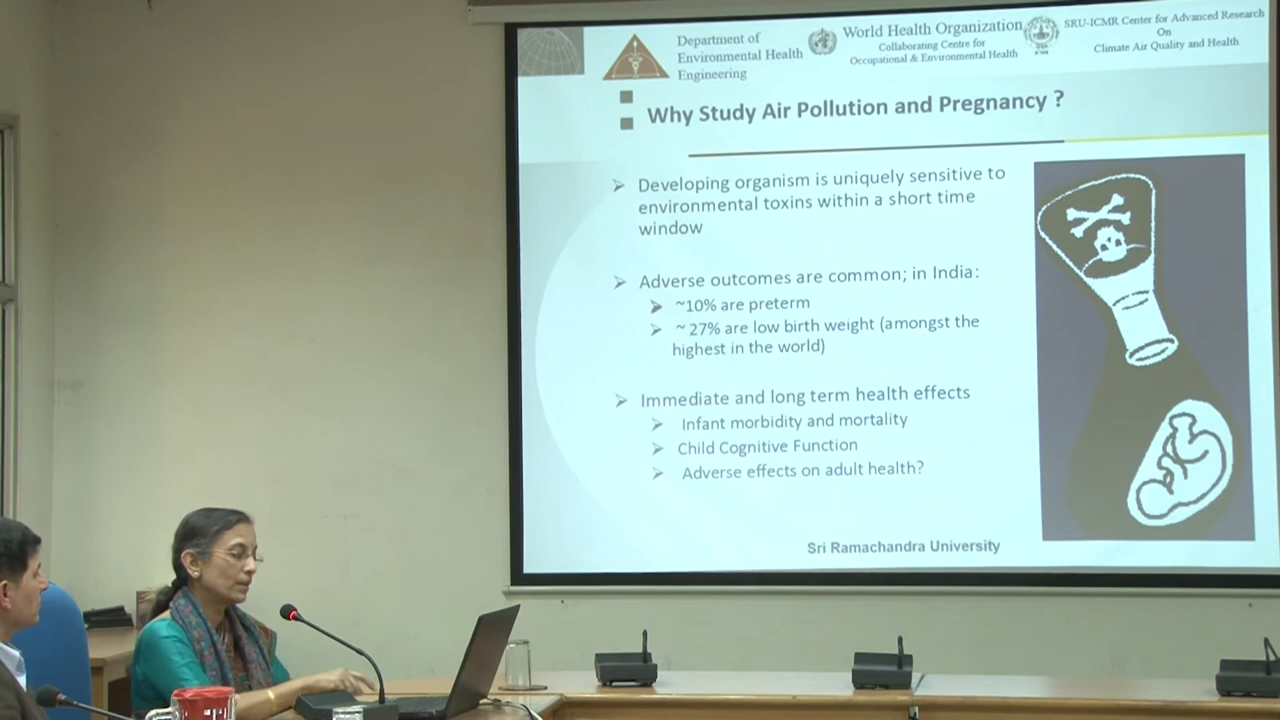 Department of
Environmental Health
Engineering
World Health Organization
Collaborating Centre for
Occupational & Environmental Health
SRU-ICMR Center for Advanced Research
On
Climate Air Quality and Health
Why Study Air Pollution and Pregnancy ?
Developing organism is uniquely sensitive to
environmental toxins within a short time
window
Adverse outcomes are common; in India:
~10% are preterm
~ 27% are low birth weight (amongst the
highest in the world)
Immediate and long term health effects
Infant morbidity and mortality
Child Cognitive Function
Adverse effects on adult health?
Sri Ramachandra University